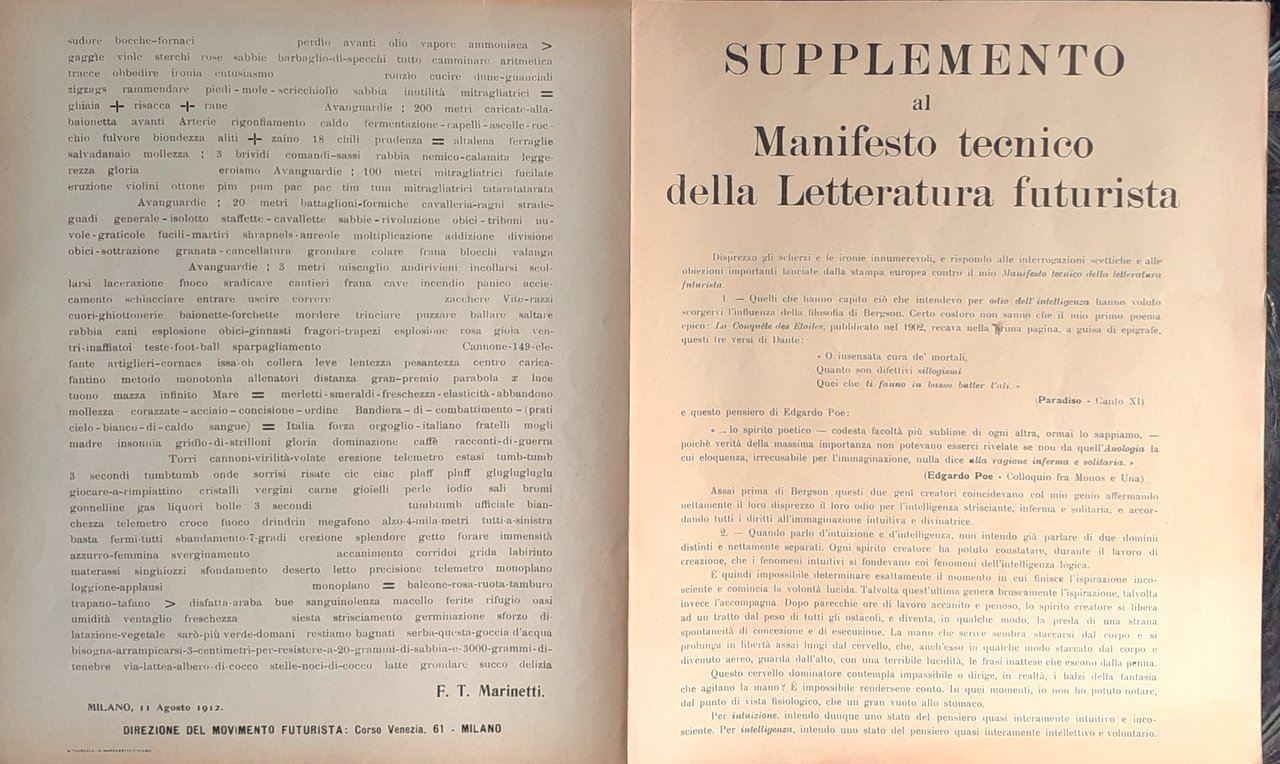 sudore bocche-fornaci perdìo avanti olio vapore ammoniaca >
gaggie viole sterchi rose sabbie barbaglio-di-specchi tutto camminare aritmetica
tracce obbedire ironia entusiasmo ronzìo cucire dune-guanciali
zigzags rammendare piedi-mole-scricchiolìo sabbia inutilità mitragliatrici =
ghiaia + risacca + rane Avanguardie : 200 metri caricate-alla-
baionetta avanti Arterie rigonfiamento caldo fermentazione-capelli-ascelle-roc-
chio fulvore biondezza aliti + zaino 18 chili prudenza = altalena ferraglie
salvadanaio mollezza : 3 brividi comandi-sassi rabbia nemico-calamita legge-
rezza gloria eroismo Avanguardie : 100 metri mitragliatrici fucilate
eruzione violini ottone pim pum pac pac tim tum mitragliatrici tataratatarata
Avanguardie : 20 metri battaglioni-formiche cavalleria-ragni strade-
guadi generale-isolotto staffette-cavallette sabbie-rivoluzione obici-tribuni nu-
vole-graticole fucili-martiri shrapnels-aureole moltiplicazione addizione divisione
obici-sottrazione granata-cancellatura grondare colare frana blocchi valanga
Avanguardie : 3 metri miscuglio andirivieni incollarsi scol-
larsi lacerazione fuoco sradicare cantieri frana cave incendio panico accie-
camento schiacciare entrare uscire correre zacchere Vite-razzi
cuori-ghiottonerie baionette-forchette mordere trinciare puzzare ballare saltare
rabbia cani esplosione obici-ginnasti fragori-trapezi esplosione rosa gioia ven-
tri-inaffiatoi teste-foot-ball sparpagliamento Cannone-149-ele-
fante artiglieri-cornacs issa-oh collera leve lentezza pesantezza centro carica-
fantino metodo monotonìa allenatori distanza gran-premio parabola x luce
tuono mazza infinito Mare = merletti-smeraldi-freschezza-elasticità-abbandono
mollezza corazzate-acciaio-concisione-ordine Bandiera-di-combattimento-(prati
cielo-bianco-di-caldo sangue) = Italia forza orgoglio-italiano fratelli mogli
madre insonnia gridìo-di-strilloni gloria dominazione caffè racconti-di-guerra
Torri cannoni-virilità-volate erezione telemetro estasi tumb-tumb
3 secondi tumbtumb onde sorrisi risate cic ciac plaff pluff gluglugluglu
giocare-a-rimpiattino cristalli vergini carne gioielli perle iodio sali bromi
gonnelline gas liquori bolle 3 secondi tumbtumb ufficiale bian-
chezza telemetro croce fuoco drindrin megafono alzo-4-mila-metri tutti-a-sinistra
basta fermi-tutti sbandamento-7-gradi erezione splendore getto forare immensità
azzurro-femmina sverginamento accanimento corridoi grida labirinto
materassi singhiozzi sfondamento deserto letto precisione telemetro monoplano
loggione-applausi monoplano = balcone-rosa-ruota-tamburo
trapano-tafano > disfatta-araba bue sanguinolenza macello ferite rifugio oasi
umidità ventaglio freschezza siesta strisciamento germinazione sforzo di-
latazione-vegetale sarò-più verde-domani restiamo bagnati serba-questa-goccia d'acqua
bisogna-arrampicarsi-3-centimetri-per-resistere-a-20-grammi-di-sabbia-e-3000-grammi-di-
tenebre via-lattea-albero-di-cocco stelle-noci-di-cocco latte grondare succo delizia
F. T. Marinetti.
MILANO, 11 Agosto 1912.
DIREZIONE DEL MOVIMENTO FUTURISTA: Corso Venezia, 61 - MILANO
SUPPLEMENTO
al
Manifesto tecnico
della Letteratura futurista
Disprezzo gli scherzi e le ironie innumerevoli, e rispondo alle interrogazioni scettiche e alle
obiezioni importanti lanciate dalla stampa europea contro il mio Manifesto tecnico della letteratura
futurista.
1. — Quelli che hanno capito ciò che intendevo per odio dell'intelligenza hanno voluto
scorgervi l'influenza della filosofia di Bergson. Certo costoro non sanno che il mio primo poema
epico: La Conquête des Etoiles, pubblicato nel 1902, recava nella prima pagina, a guisa di epigrafe,
questi tre versi di Dante:
« O insensata cura de' mortali,
Quanto son difettivi sillogismi
Quei che ti fanno in basso batter l'ali. »
(Paradiso - Canto XI)
e questo pensiero di Edgardo Poe:
« ... lo spirito poetico — codesta facoltà più sublime di ogni altra, ormai lo sappiamo, —
poichè verità della massima importanza non potevano esserci rivelate se non da quell'Analogia la
cui eloquenza, irrecusabile per l'immaginazione, nulla dice alla ragione inferma e solitaria. »
(Edgardo Poe - Colloquio fra Monos e Una)
Assai prima di Bergson questi due geni creatori coincidevano col mio genio affermando
nettamente il loro disprezzo il loro odio per l'intelligenza strisciante, inferma e solitaria, e accor-
dando tutti i diritti all'immaginazione intuitiva e divinatrice.
2. — Quando parlo d'intuizione e d'intelligenza, non intendo già parlare di due dominii
distinti e nettamente separati. Ogni spirito creatore ha potuto constatare, durante il lavoro di
creazione, che i fenomeni intuitivi si fondevano coi fenomeni dell'intelligenza logica.
È quindi impossibile determinare esattamente il momento in cui finisce l'ispirazione inco-
sciente e comincia la volontà lucida. Talvolta quest'ultima genera bruscamente l'ispirazione, talvolta
invece l'accompagna. Dopo parecchie ore di lavoro accanito e penoso, lo spirito creatore si libera
ad un tratto dal peso di tutti gli ostacoli, e diventa, in qualche modo, la preda di una strana
spontaneità di concezione e di esecuzione. La mano che scrive sembra staccarsi dal corpo e si
prolunga in libertà assai lungi dal cervello, che, anch'esso in qualche modo staccato dal corpo e
divenuto aereo, guarda dall'alto, con una terribile lucidità, le frasi inattese che escono dalla penna.
Questo cervello dominatore contempla impassibile o dirige, in realtà, i balzi della fantasia
che agitano la mano? È impossibile rendersene conto. In quei momenti, io non ho potuto notare,
dal punto di vista fisiologico, che un gran vuoto allo stomaco.
Per intuizione, intendo dunque uno stato del pensiero quasi interamente intuitivo e inco-
sciente. Per intelligenza, intendo uno stato del pensiero quasi interamente intellettivo e volontario.